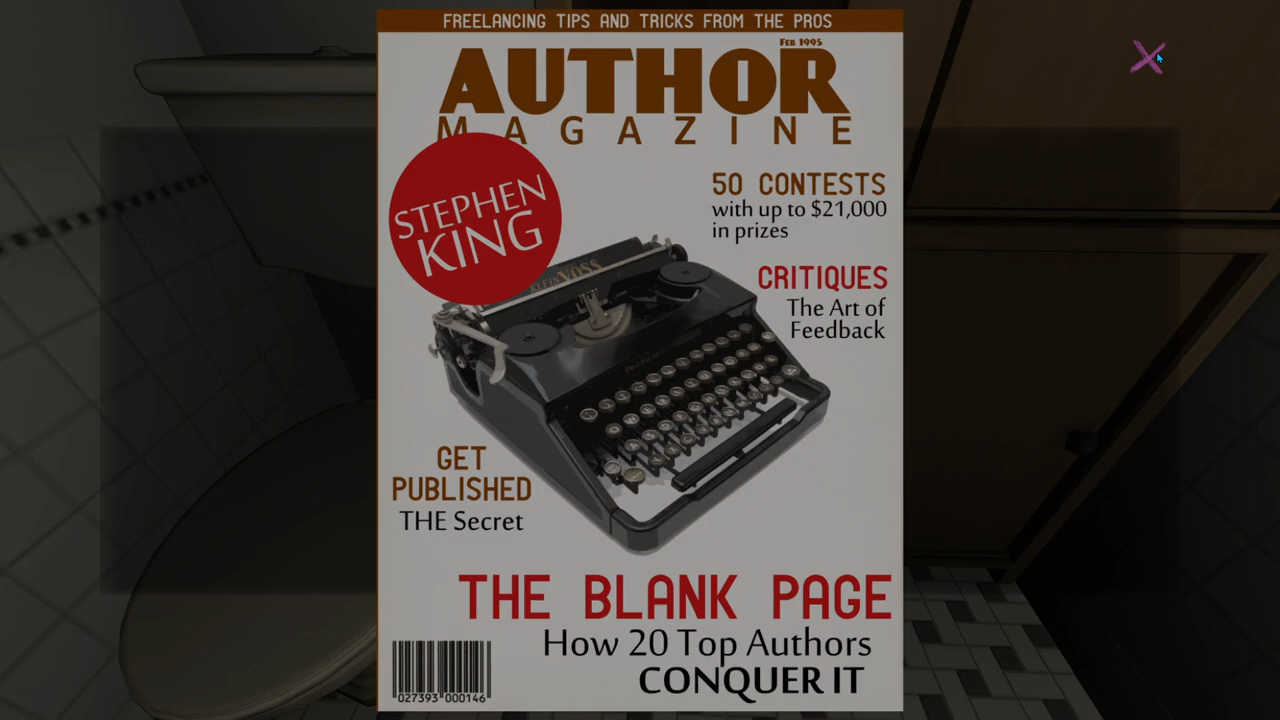 FREELANCING TIPS AND TRICKS FROM THE PROS
FEB 1995
AUTHOR
MAGAZINE
STEPHEN
KING
50 CONTESTS
with up to $21,000
in prizes
KLEIN VOSS
CRITIQUES
The Art of
Feedback
GET
PUBLISHED
THE Secret
THE BLANK PAGE
How 20 Top Authors
CONQUER IT
027393 000146